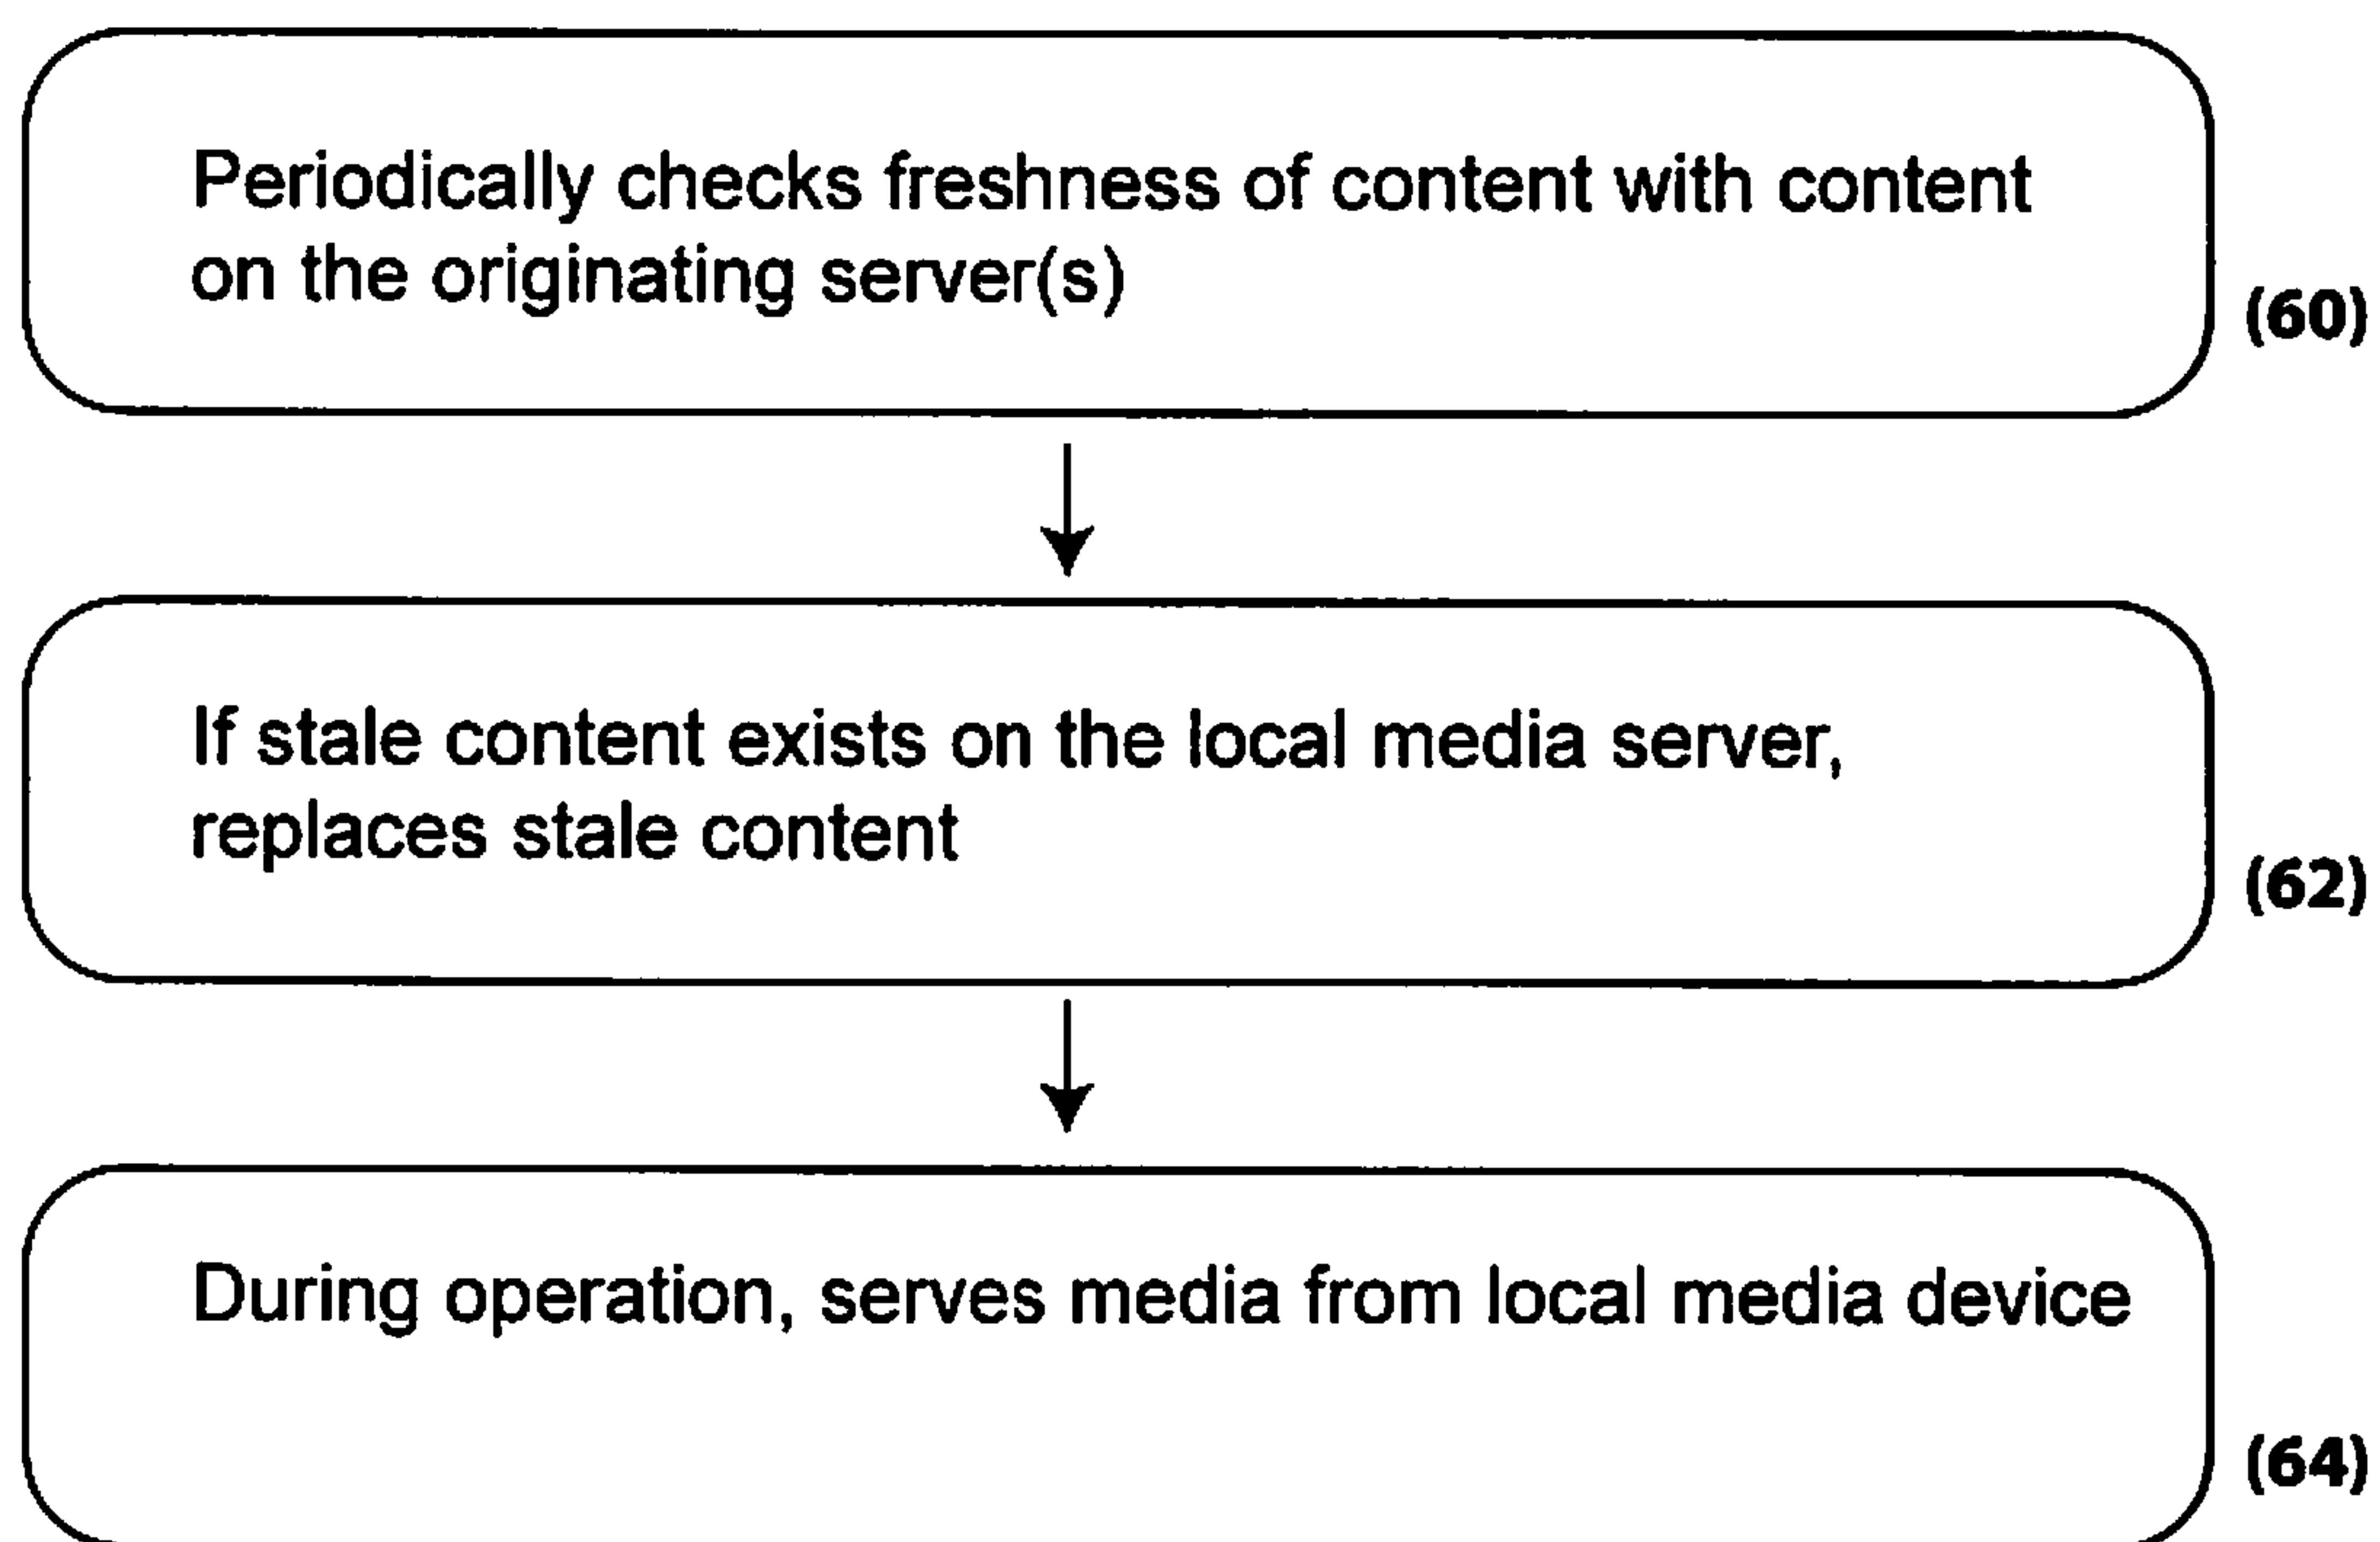 Periodically checks freshness of content with content
on the originating server(s)
(60)
If stale content exists on the local media server,
replaces stale content
(62)
During operation, serves media from local media device
(64)